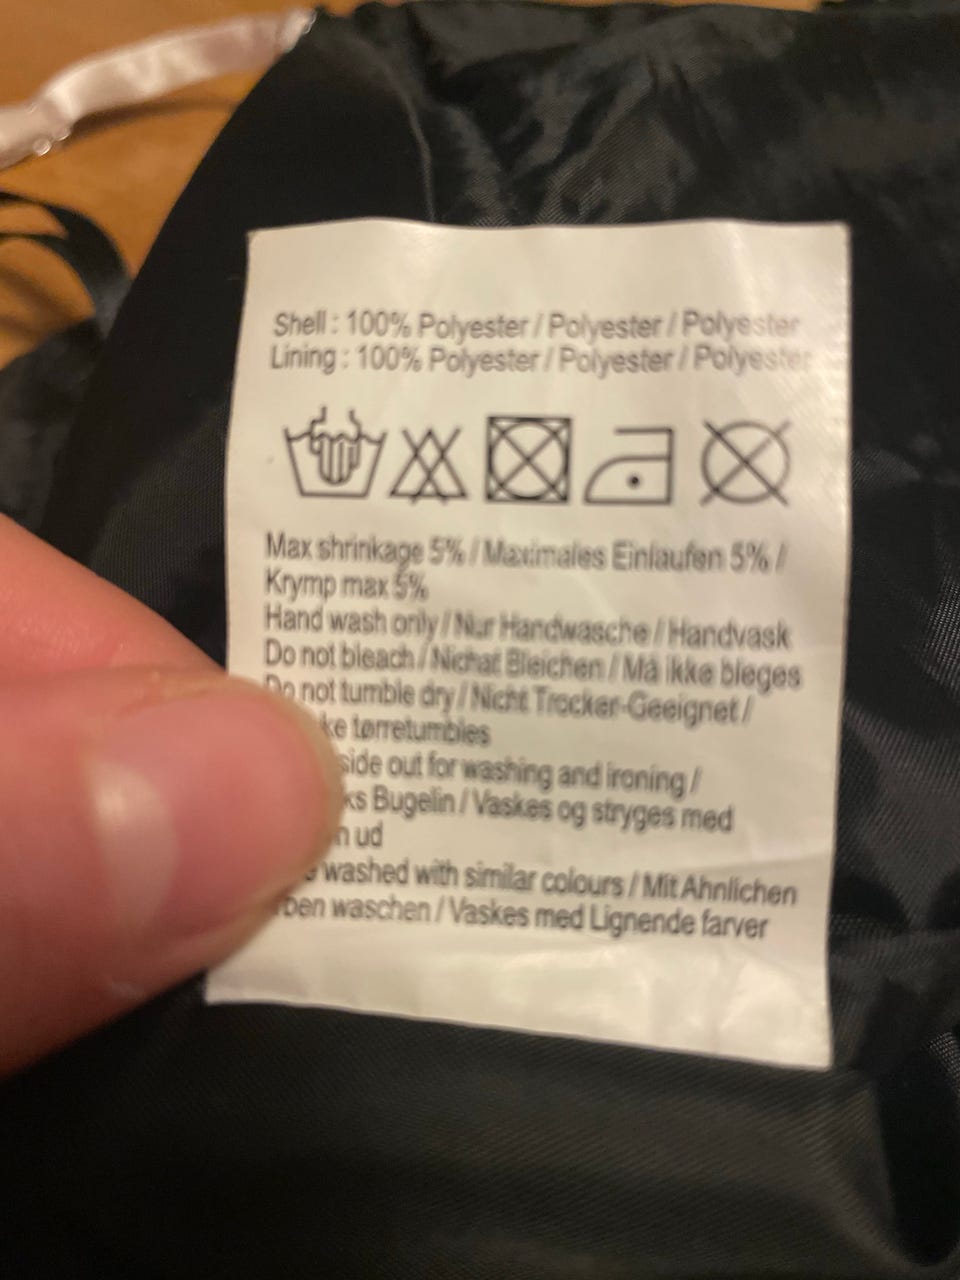 Shell : 100% Polyester / Polyester / Polyester
Lining : 100% Polyester / Polyester / Polyester
Max shrinkage 5% / Maximales Einlaufen 5% /
Krymp max 5%
Hand wash only / Nur Handwasche / Handvask
Do not bleach / Nichat Bleichen / Må ikke bleges
Do not tumble dry / Nicht Trocker-Geeignet /
tørretumbles
out for washing and ironing /
Bugelin / Vaskes og stryges med
ud
washed with similar colours / Mit Ahnlichen
waschen / Vaskes med Lignende farver